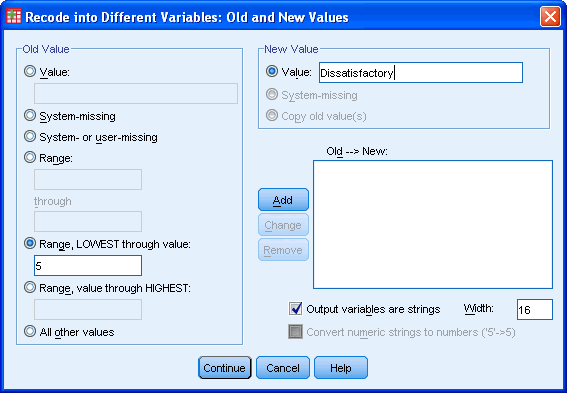 Recode into Different Variables: Old and New Values
Old Value
Value:
System-missing
System- or user-missing
Range:
through
Range, LOWEST through value:
5
Range, value through HIGHEST:
All other values
New Value
Value: Dissatisfactory
System-missing
Copy old value(s)
Old --> New:
Add
Change
Remove
Output variables are strings Width: 16
Convert numeric strings to numbers ('5'->5)
Continue Cancel Help